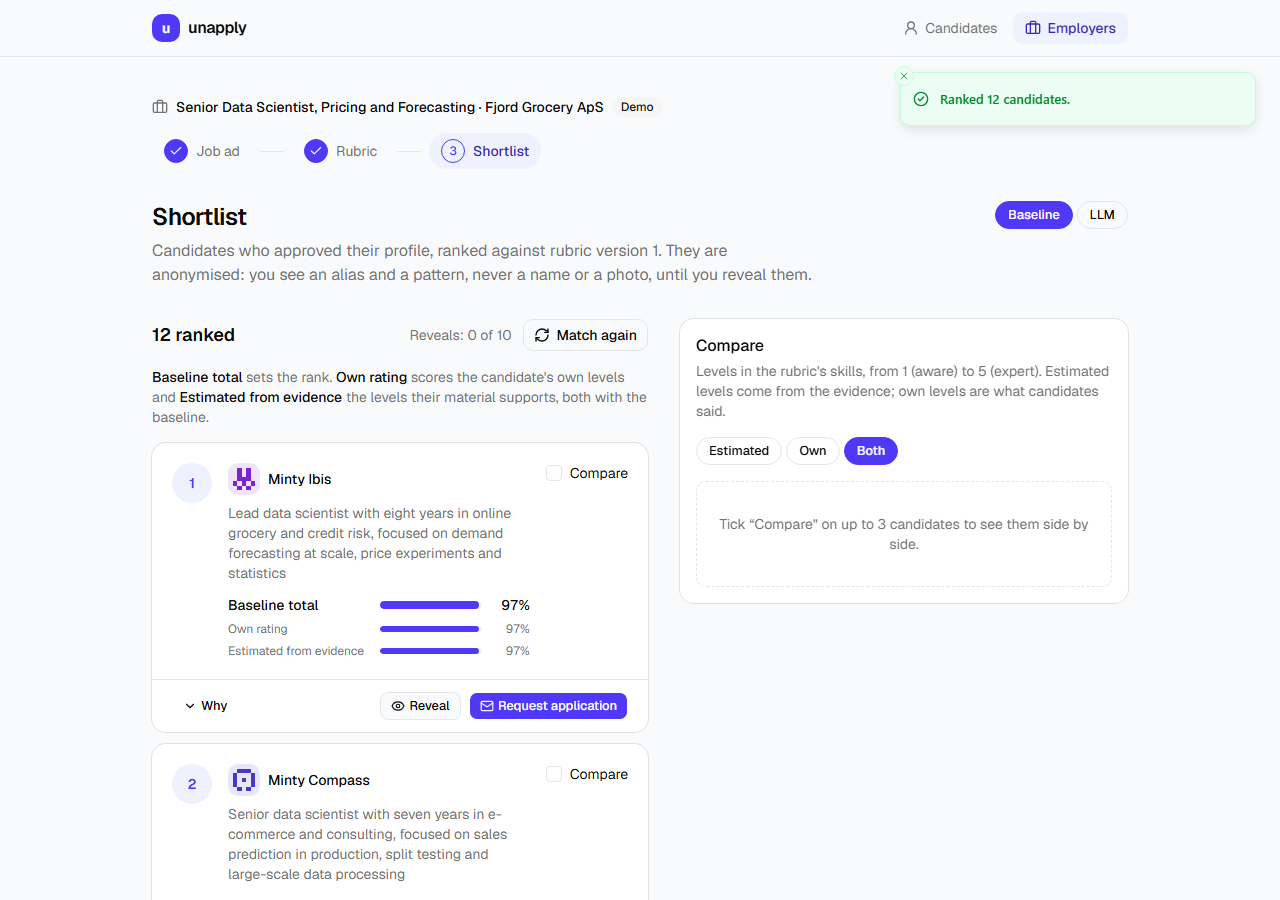 u unapply
Candidates
Employers
Ranked 12 candidates.
Senior Data Scientist, Pricing and Forecasting · Fjord Grocery ApS
Demo
Job ad
Rubric
3 Shortlist
Shortlist
Baseline
LLM
Candidates who approved their profile, ranked against rubric version 1. They are
anonymised: you see an alias and a pattern, never a name or a photo, until you reveal them.
12 ranked
Reveals: 0 of 10
Match again
Baseline total sets the rank. Own rating scores the candidate's own levels
and Estimated from evidence the levels their material supports, both with the
baseline.
1
Minty Ibis
Compare
Lead data scientist with eight years in online
grocery and credit risk, focused on demand
forecasting at scale, price experiments and
statistics
Baseline total 97%
Own rating 97%
Estimated from evidence 97%
Why
Reveal
Request application
2
Minty Compass
Compare
Senior data scientist with seven years in e-
commerce and consulting, focused on sales
prediction in production, split testing and
large-scale data processing
Compare
Levels in the rubric's skills, from 1 (aware) to 5 (expert). Estimated
levels come from the evidence; own levels are what candidates
said.
Estimated
Own
Both
Tick “Compare” on up to 3 candidates to see them side by
side.